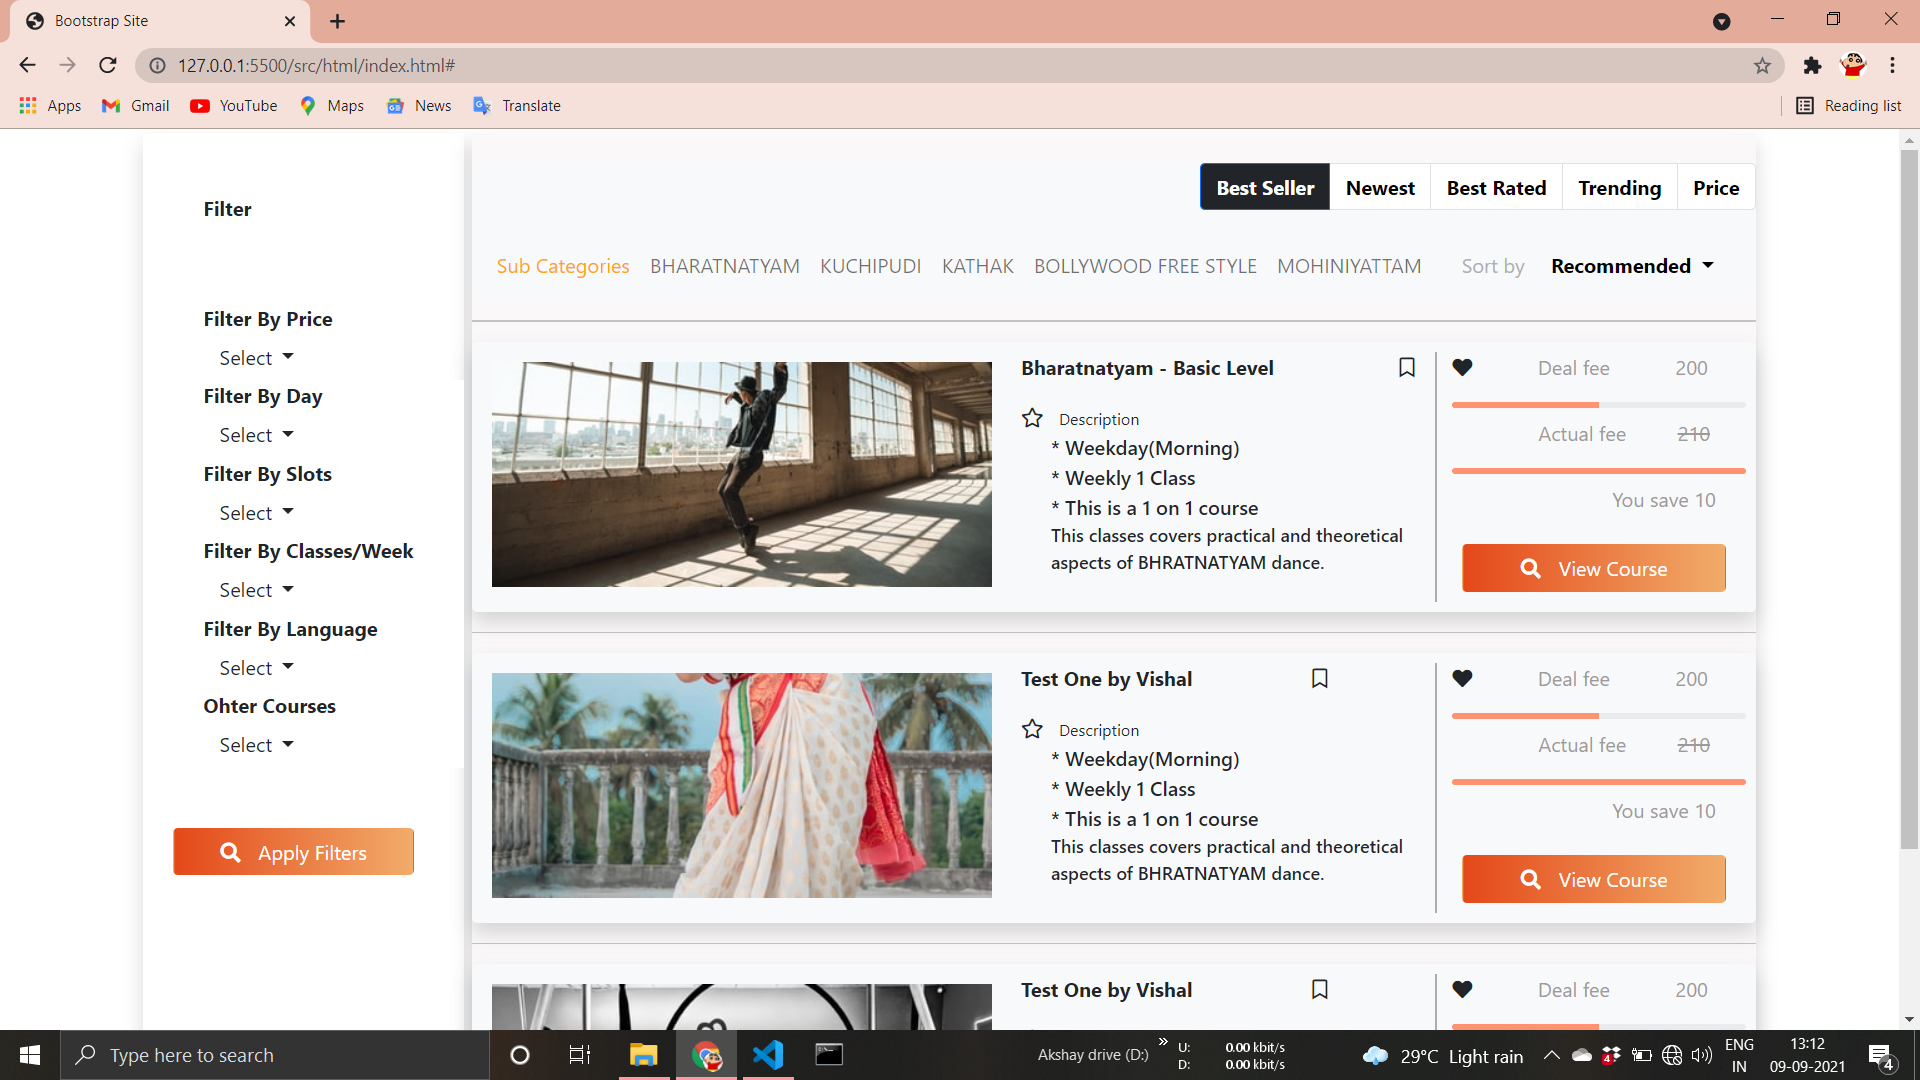 Bootstrap Site
127.0.0.1:5500/src/html/index.html#
Apps Gmail YouTube Maps News Translate Reading list
Best Seller Newest Best Rated Trending Price
Filter
Sub Categories BHARATNATYAM KUCHIPUDI KATHAK BOLLYWOOD FREE STYLE MOHINIYATTAM Sort by Recommended
Filter By Price
Select
Filter By Day
Select
Filter By Slots
Select
Filter By Classes/Week
Select
Filter By Language
Select
Ohter Courses
Select
Apply Filters
Bharatnatyam - Basic Level
Description
* Weekday(Morning)
* Weekly 1 Class
* This is a 1 on 1 course
This classes covers practical and theoretical
aspects of BHRATNATYAM dance.
Deal fee 200
Actual fee 210
You save 10
View Course
Test One by Vishal
Description
* Weekday(Morning)
* Weekly 1 Class
* This is a 1 on 1 course
This classes covers practical and theoretical
aspects of BHRATNATYAM dance.
Deal fee 200
Actual fee 210
You save 10
View Course
Test One by Vishal
Deal fee 200
Type here to search
Akshay drive (D:)
U: 0.00 kbit/s
D: 0.00 kbit/s
29°C Light rain
4
ENG
IN
13:12
09-09-2021
4